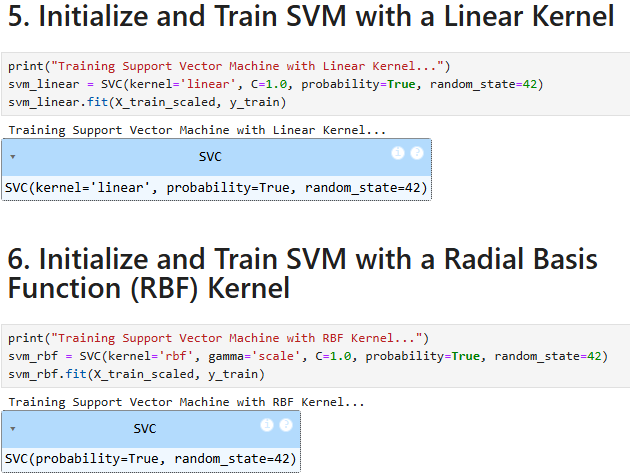 5. Initialize and Train SVM with a Linear Kernel
print("Training Support Vector Machine with Linear Kernel...")
svm_linear = SVC(kernel='linear', C=1.0, probability=True, random_state=42)
svm_linear.fit(X_train_scaled, y_train)
Training Support Vector Machine with Linear Kernel...
▾ SVC i ?
SVC(kernel='linear', probability=True, random_state=42)
6. Initialize and Train SVM with a Radial Basis
Function (RBF) Kernel
print("Training Support Vector Machine with RBF Kernel...")
svm_rbf = SVC(kernel='rbf', gamma='scale', C=1.0, probability=True, random_state=42)
svm_rbf.fit(X_train_scaled, y_train)
Training Support Vector Machine with RBF Kernel...
▾ SVC i ?
SVC(probability=True, random_state=42)